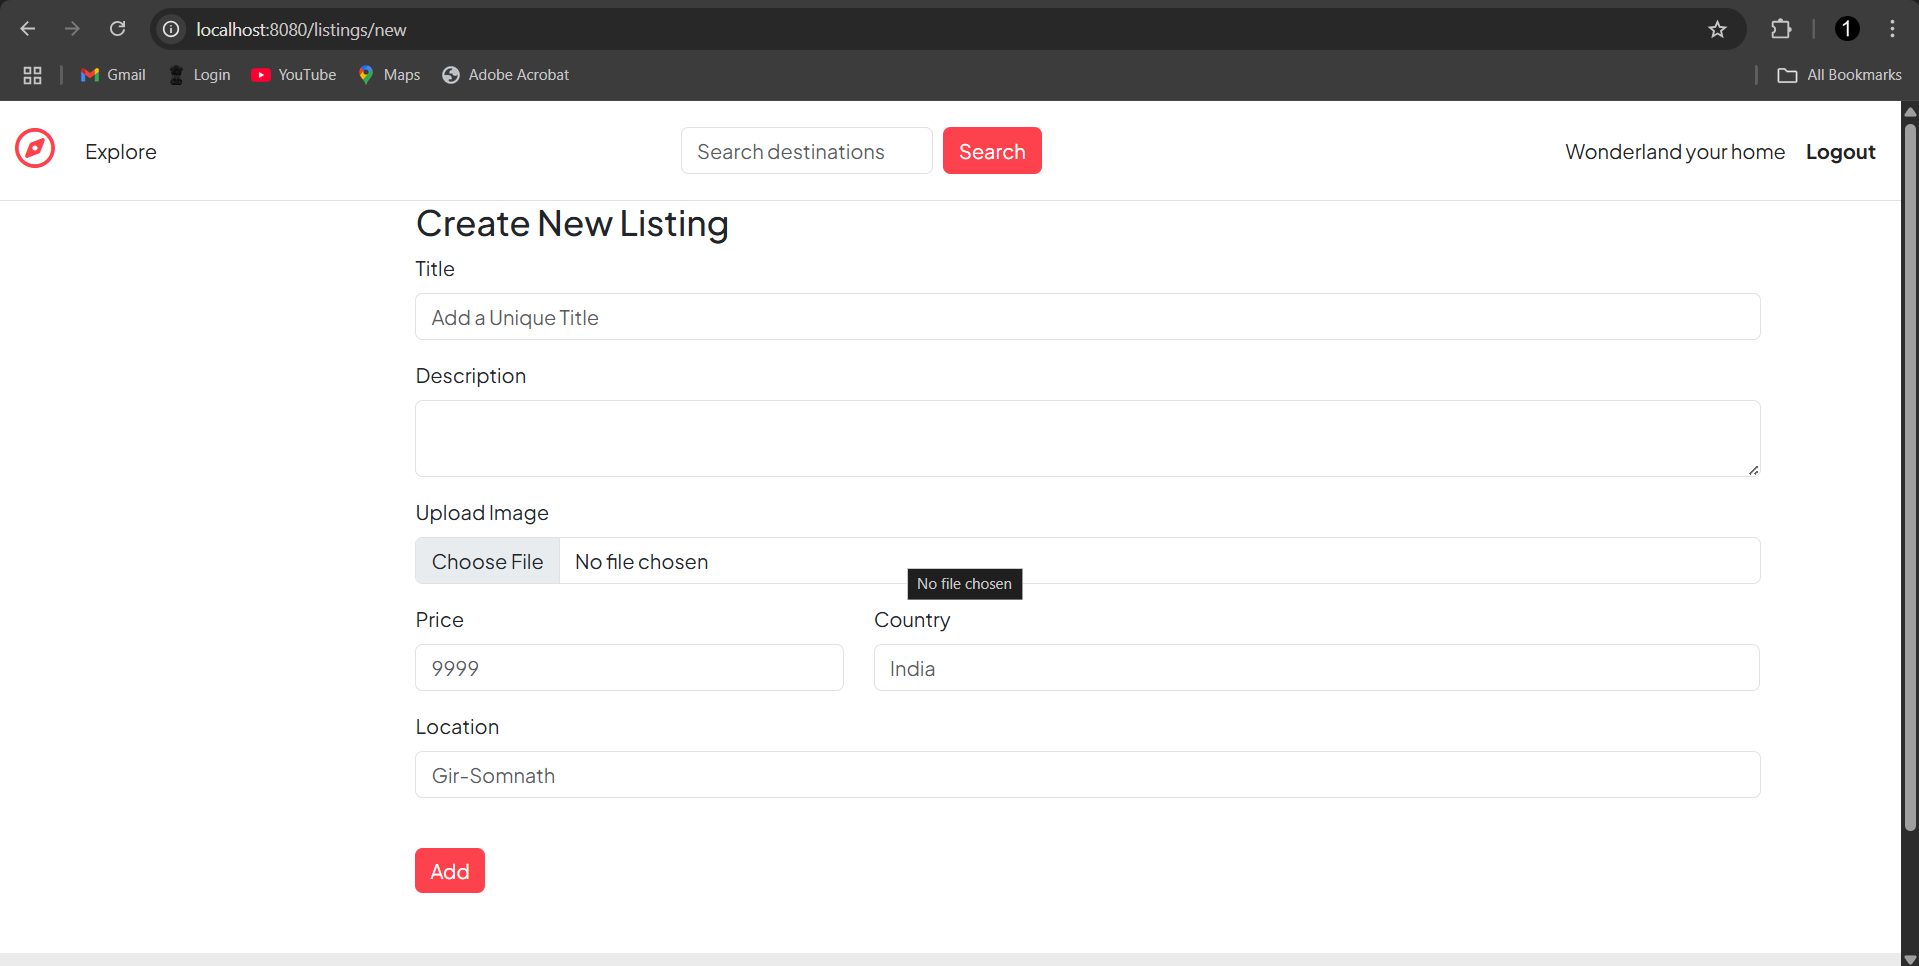 localhost:8080/listings/new
1
Gmail Login YouTube Maps Adobe Acrobat All Bookmarks
Explore Search destinations Search Wonderland your home Logout
Create New Listing
Title
Add a Unique Title
Description
Upload Image
Choose File No file chosen
No file chosen
Price Country
9999 India
Location
Gir-Somnath
Add